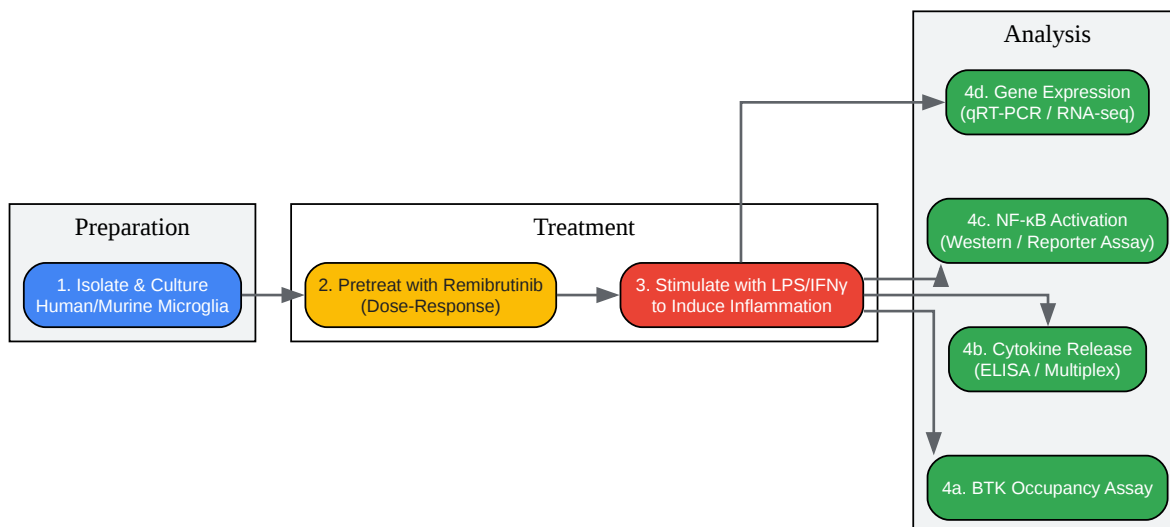 Preparation
1. Isolate & Culture
Human/Murine Microglia
Treatment
2. Pretreat with Remibrutinib
(Dose-Response)
3. Stimulate with LPS/IFNγ
to Induce Inflammation
Analysis
4d. Gene Expression
(qRT-PCR / RNA-seq)
4c. NF-κB Activation
(Western / Reporter Assay)
4b. Cytokine Release
(ELISA / Multiplex)
4a. BTK Occupancy Assay